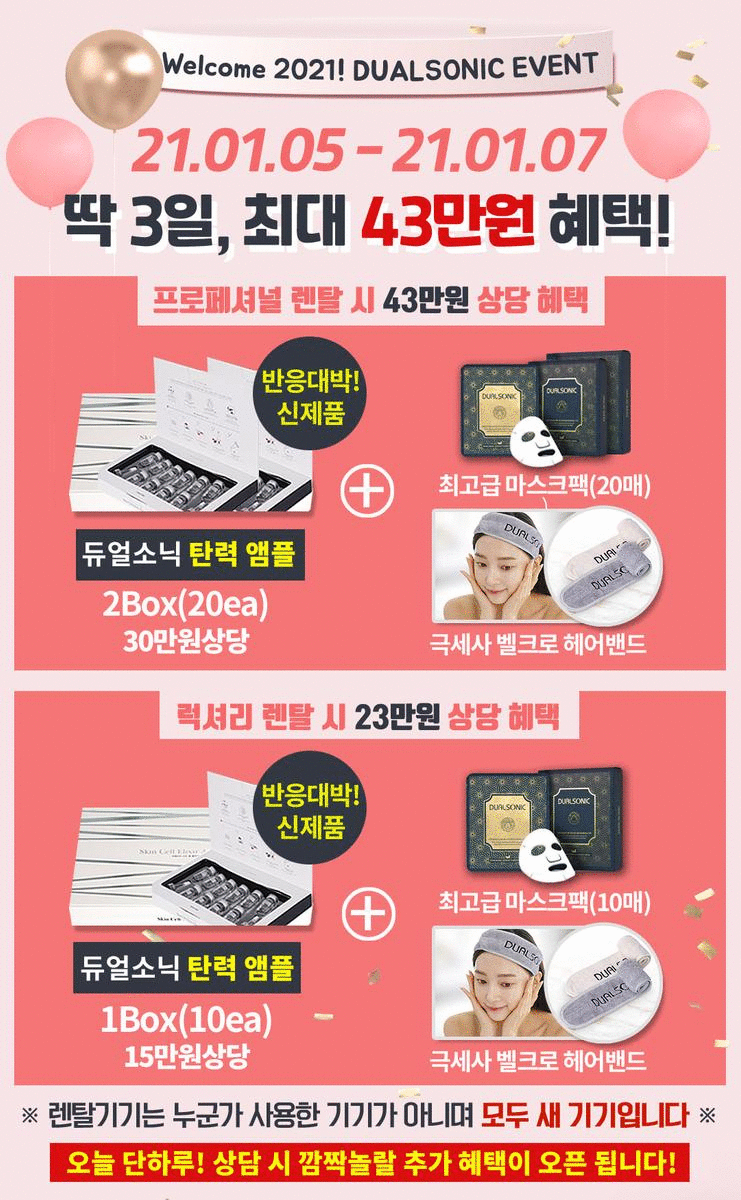 Welcome 2021! DUALSONIC EVENT
21.01.05 - 21.01.07
딱 3일, 최대 43만원 혜택!
프로페셔널 렌탈 시 43만원 상당 혜택
반응대박!
신제품
DUALSONIC
최고급 마스크팩(20매)
듀얼소닉 탄력 앰플
2Box(20ea)
30만원상당
극세사 벨크로 헤어밴드
럭셔리 렌탈 시 23만원 상당 혜택
반응대박!
신제품
Skin Cell Elixir
Skin Cell
DUALSONIC
DUALSONIC
최고급 마스크팩(10매)
듀얼소닉 탄력 앰플
1Box(10ea)
15만원상당
극세사 벨크로 헤어밴드
※ 렌탈기기는 누군가 사용한 기기가 아니며 모두 새 기기입니다 ※
오늘 단하루! 상담 시 깜짝놀랄 추가 혜택이 오픈 됩니다!